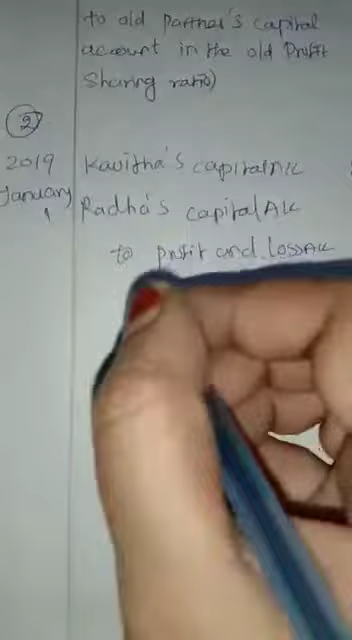 to old partner's capital
account in the old Profit
Sharing ratio)
②
2019 Kavitha's capital A/c
January 1 Radha's capital A/c
to profit and loss A/c